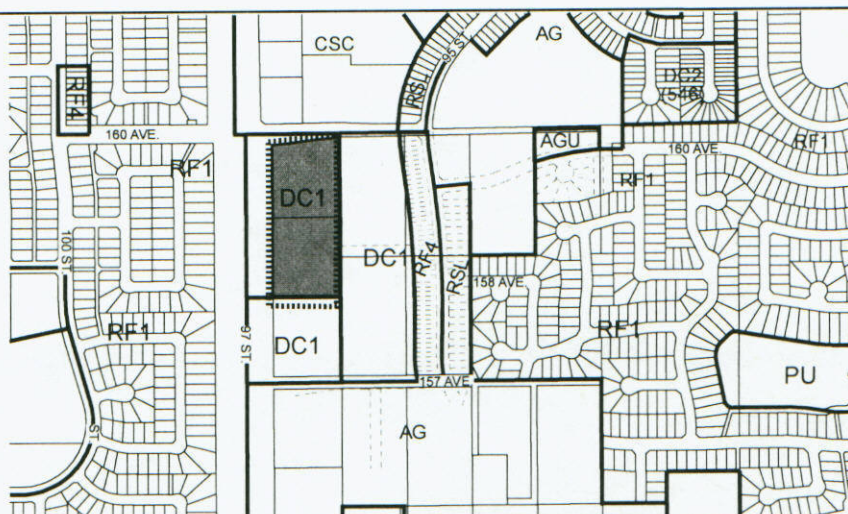 CSC
AG
RSL
95 ST.
RF4
DC2
(546)
160 AVE.
RF1
AGU
160 AVE
RF1
RF1
DC1
DC1
RF4
RSL
158 AVE
100 ST.
RF1
97 ST.
DC1
RF1
157 AVE
PU
AG
ST.